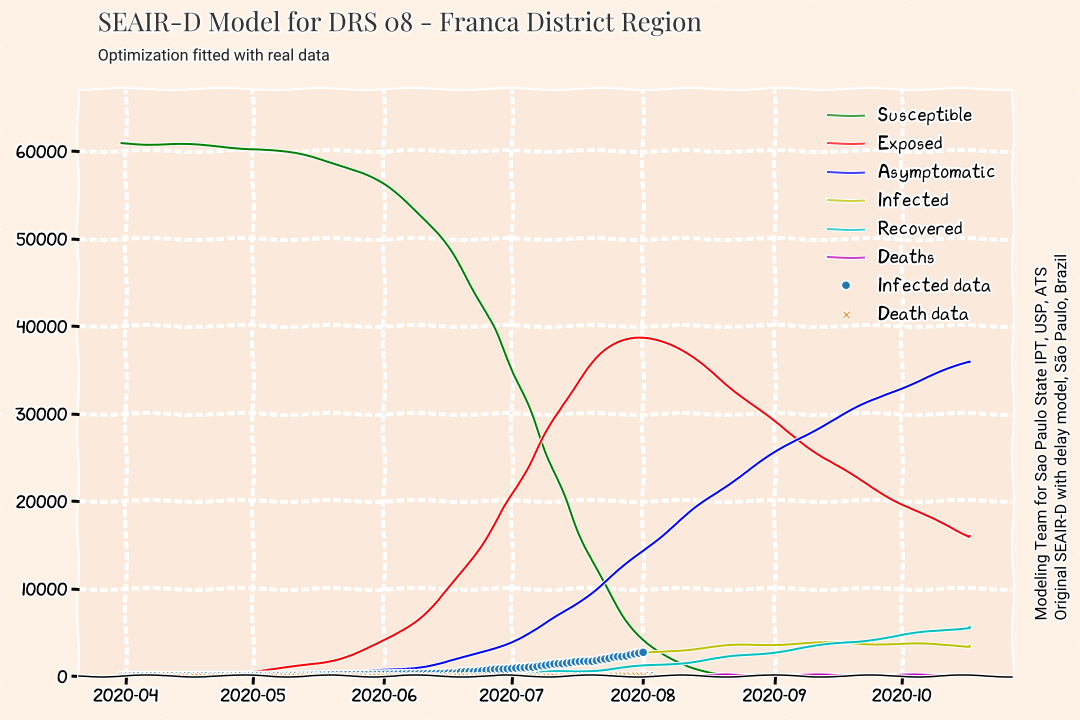 SEAIR-D Model for DRS 08 - Franca District Region
Optimization fitted with real data
Susceptible
Exposed
Asymptomatic
Infected
Recovered
Deaths
Infected data
Death data
60000
50000
40000
30000
20000
10000
0
2020-04 2020-05 2020-06 2020-07 2020-08 2020-09 2020-10
Modeling Team for Sao Paulo State IPT, USP, ATS
Original SEAIR-D with delay model, São Paulo, Brazil